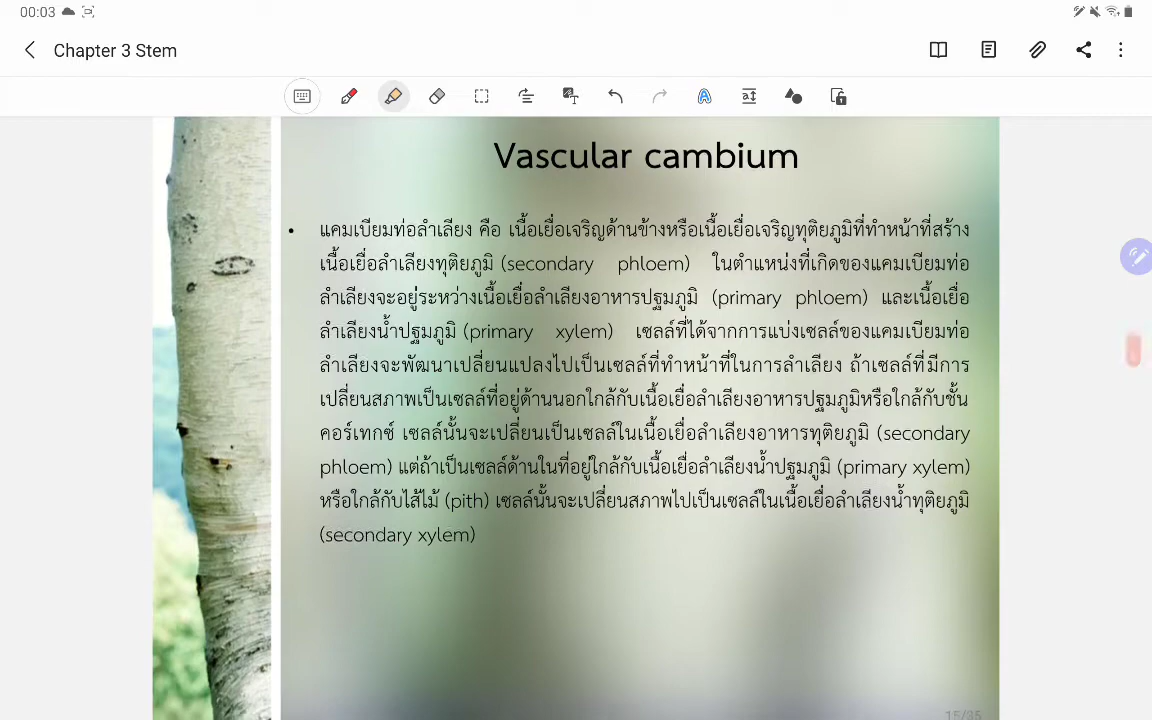 00:03
Chapter 3 Stem
Vascular cambium
• แคมเบียมท่อลำเลียง คือ เนื้อเยื่อเจริญด้านข้างหรือเนื้อเยื่อเจริญทุติยภูมิที่ทำหน้าที่สร้าง
เนื้อเยื่อลำเลียงทุติยภูมิ (secondary phloem) ในตำแหน่งที่เกิดของแคมเบียมท่อ
ลำเลียงจะอยู่ระหว่างเนื้อเยื่อลำเลียงอาหารปฐมภูมิ (primary phloem) และเนื้อเยื่อ
ลำเลียงน้ำปฐมภูมิ (primary xylem) เซลล์ที่ได้จากการแบ่งเซลล์ของแคมเบียมท่อ
ลำเลียงจะพัฒนาเปลี่ยนแปลงไปเป็นเซลล์ที่ทำหน้าที่ในการลำเลียง ถ้าเซลล์ที่มีการ
เปลี่ยนสภาพเป็นเซลล์ที่อยู่ด้านนอกใกล้กับเนื้อเยื่อลำเลียงอาหารปฐมภูมิหรือใกล้กับชั้น
คอร์เทกซ์ เซลล์นั้นจะเปลี่ยนเป็นเซลล์ในเนื้อเยื่อลำเลียงอาหารทุติยภูมิ (secondary
phloem) แต่ถ้าเป็นเซลล์ด้านในที่อยู่ใกล้กับเนื้อเยื่อลำเลียงน้ำปฐมภูมิ (primary xylem)
หรือใกล้กับไส้ไม้ (pith) เซลล์นั้นจะเปลี่ยนสภาพไปเป็นเซลล์ในเนื้อเยื่อลำเลียงน้ำทุติยภูมิ
(secondary xylem)
15/35